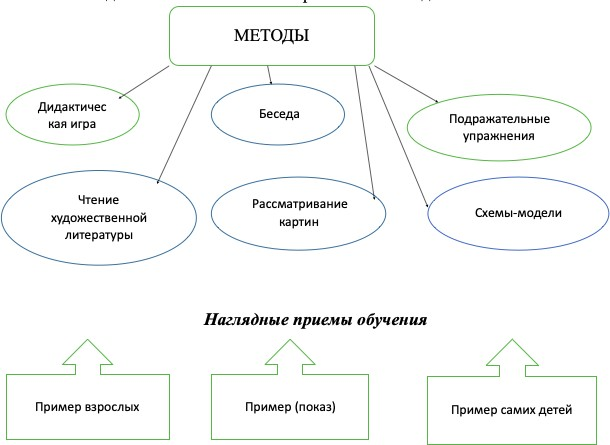 МЕТОДЫ
Дидактичес
кая игра
Беседа
Подражательные
упражнения
Чтение
художественной
литературы
Рассматривание
картин
Схемы-модели
Наглядные приемы обучения
Пример взрослых
Пример (показ)
Пример самих детей